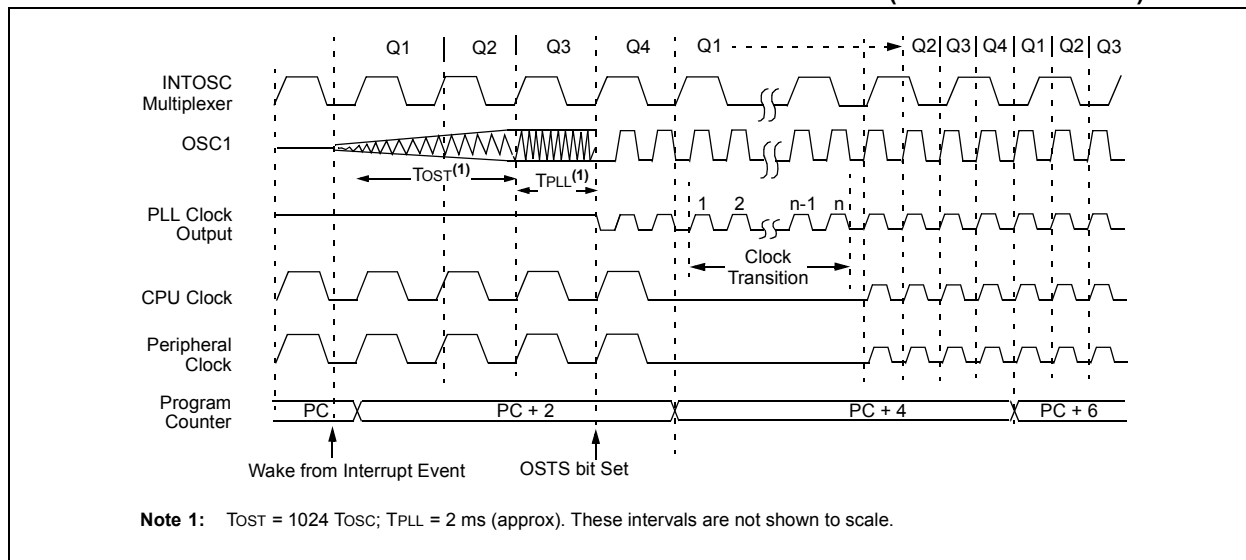 Q1 Q2 Q3 Q4 Q1 Q2 Q3 Q4 Q1 Q2 Q3
INTOSC
Multiplexer
OSC1
TOST(1)
TPLL(1)
1 2 n-1 n
PLL Clock
Output
Clock
Transition
CPU Clock
Peripheral
Clock
Program
Counter
PC PC + 2 PC + 4 PC + 6
Wake from Interrupt Event
OSTS bit Set
Note 1: TOST = 1024 TOSC; TPLL = 2 ms (approx). These intervals are not shown to scale.